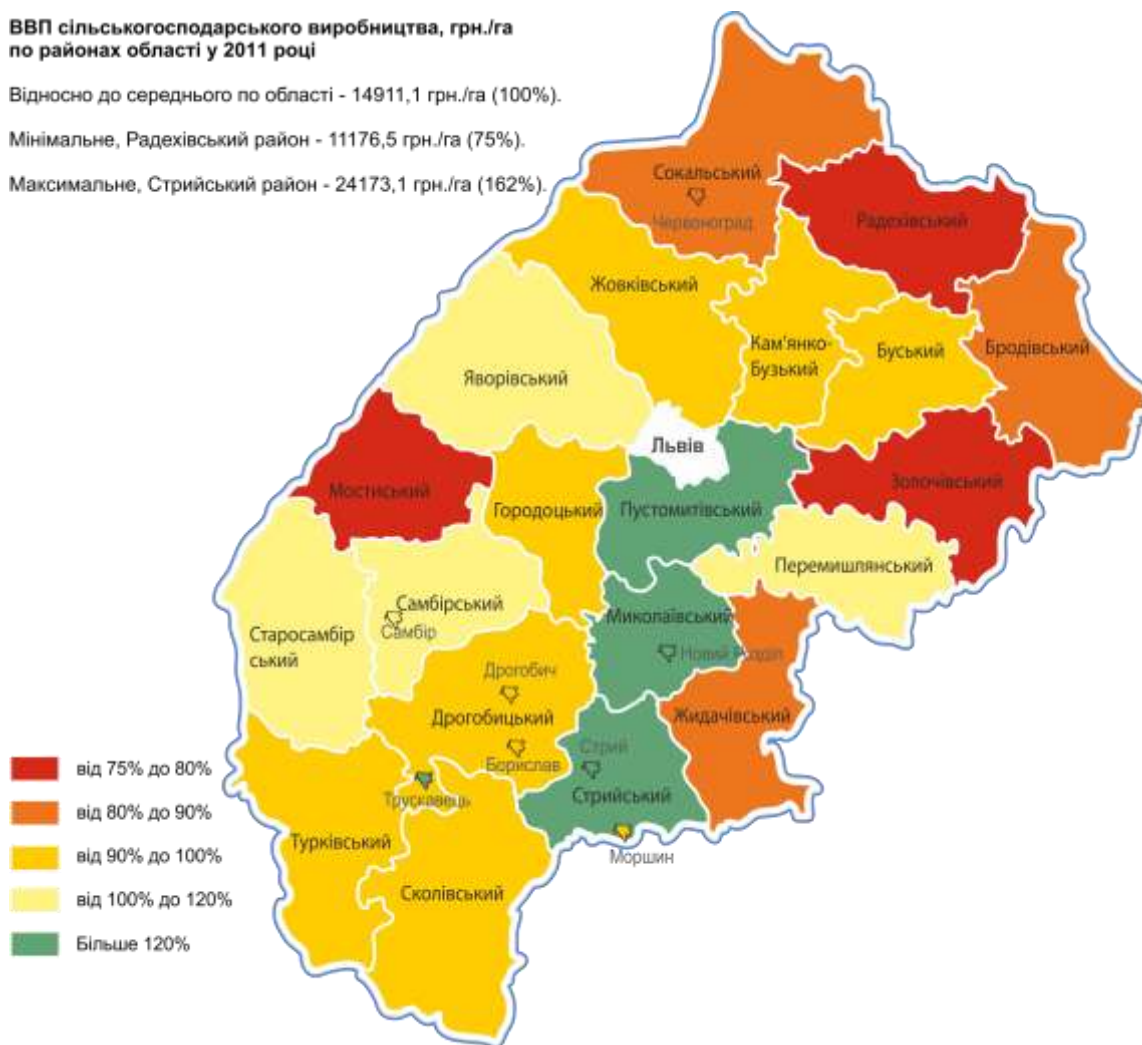 ВВП сільськогосподарського виробництва, грн./га
по районах області у 2011 році
Відносно до середнього по області - 14911,1 грн./га (100%).
Мінімальне, Радехівський район - 11176,5 грн./га (75%).
Максимальне, Стрийський район - 24173,1 грн./га (162%).
Сокальський
Червоноград
Радехівський
Жовківський
Кам'янко-
Бузький
Буський
Бродівський
Яворівський
Львів
Мостиський
Городоцький
Пустомитівський
Золочівський
Перемишлянський
Самбірський
Самбір
Миколаївський
Новий Розділ
Старосамбір
ський
Дрогобич
Дрогобицький
Борислав
Жидачівський
Стрий
Стрийський
Трускавець
Турківський
Моршин
Сколівський
від 75% до 80%
від 80% до 90%
від 90% до 100%
від 100% до 120%
Більше 120%